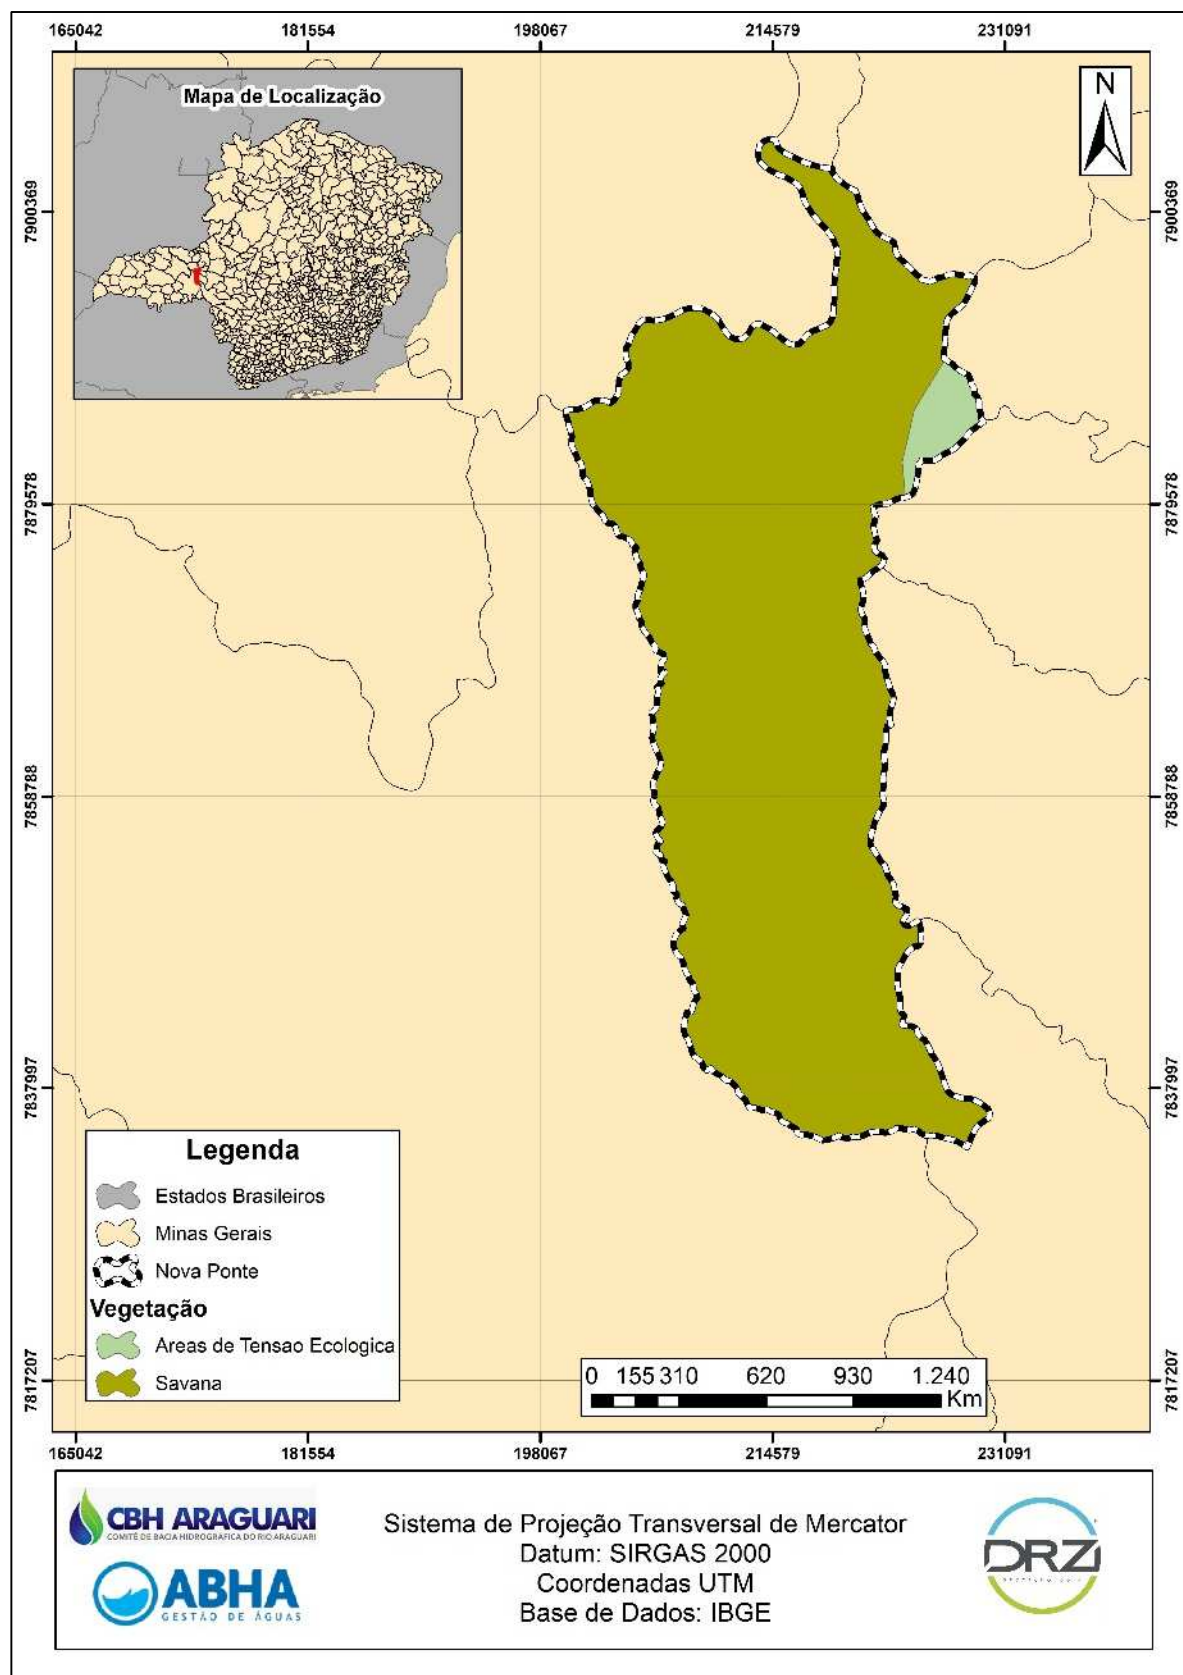 165042 181554 198067 214579 231091
Mapa de Localização
N
7900369 7900369
7879578 7879578
7858788 7858788
7837997 7837997
7817207 7817207
Legenda
Estados Brasileiros
Minas Gerais
Nova Ponte
Vegetação
Areas de Tensao Ecologica
Savana
0 155 310 620 930 1.240
Km
165042 181554 198067 214579 231091
CBH ARAGUARI
COMITÊ DE BACIA HIDROGRÁFICA DO RIO ARAGUARI
ABHA
GESTÃO DE ÁGUAS
Sistema de Projeção Transversal de Mercator
Datum: SIRGAS 2000
Coordenadas UTM
Base de Dados: IBGE
DRZ